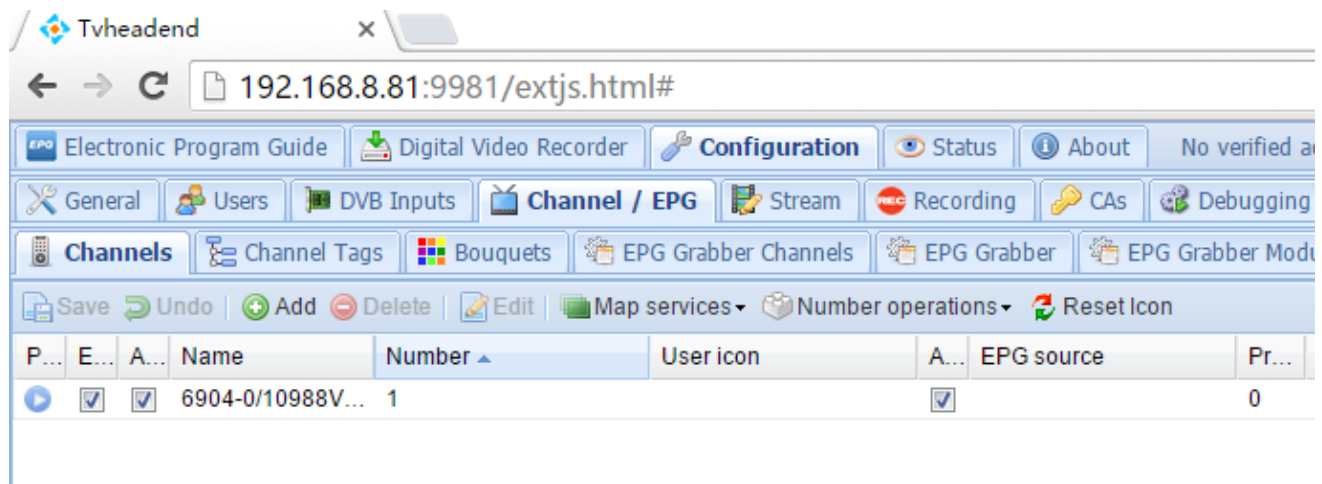 Tvheadend
192.168.8.81:9981/extjs.html#
EPG Electronic Program Guide Digital Video Recorder Configuration Status About No verified a
General Users DVB Inputs Channel / EPG Stream REC Recording CAs Debugging
Channels Channel Tags Bouquets EPG Grabber Channels EPG Grabber EPG Grabber Modu
Save Undo Add Delete Edit Map services Number operations Reset Icon
P... E... A... Name Number User icon A... EPG source Pr...
6904-0/10988V... 1 0